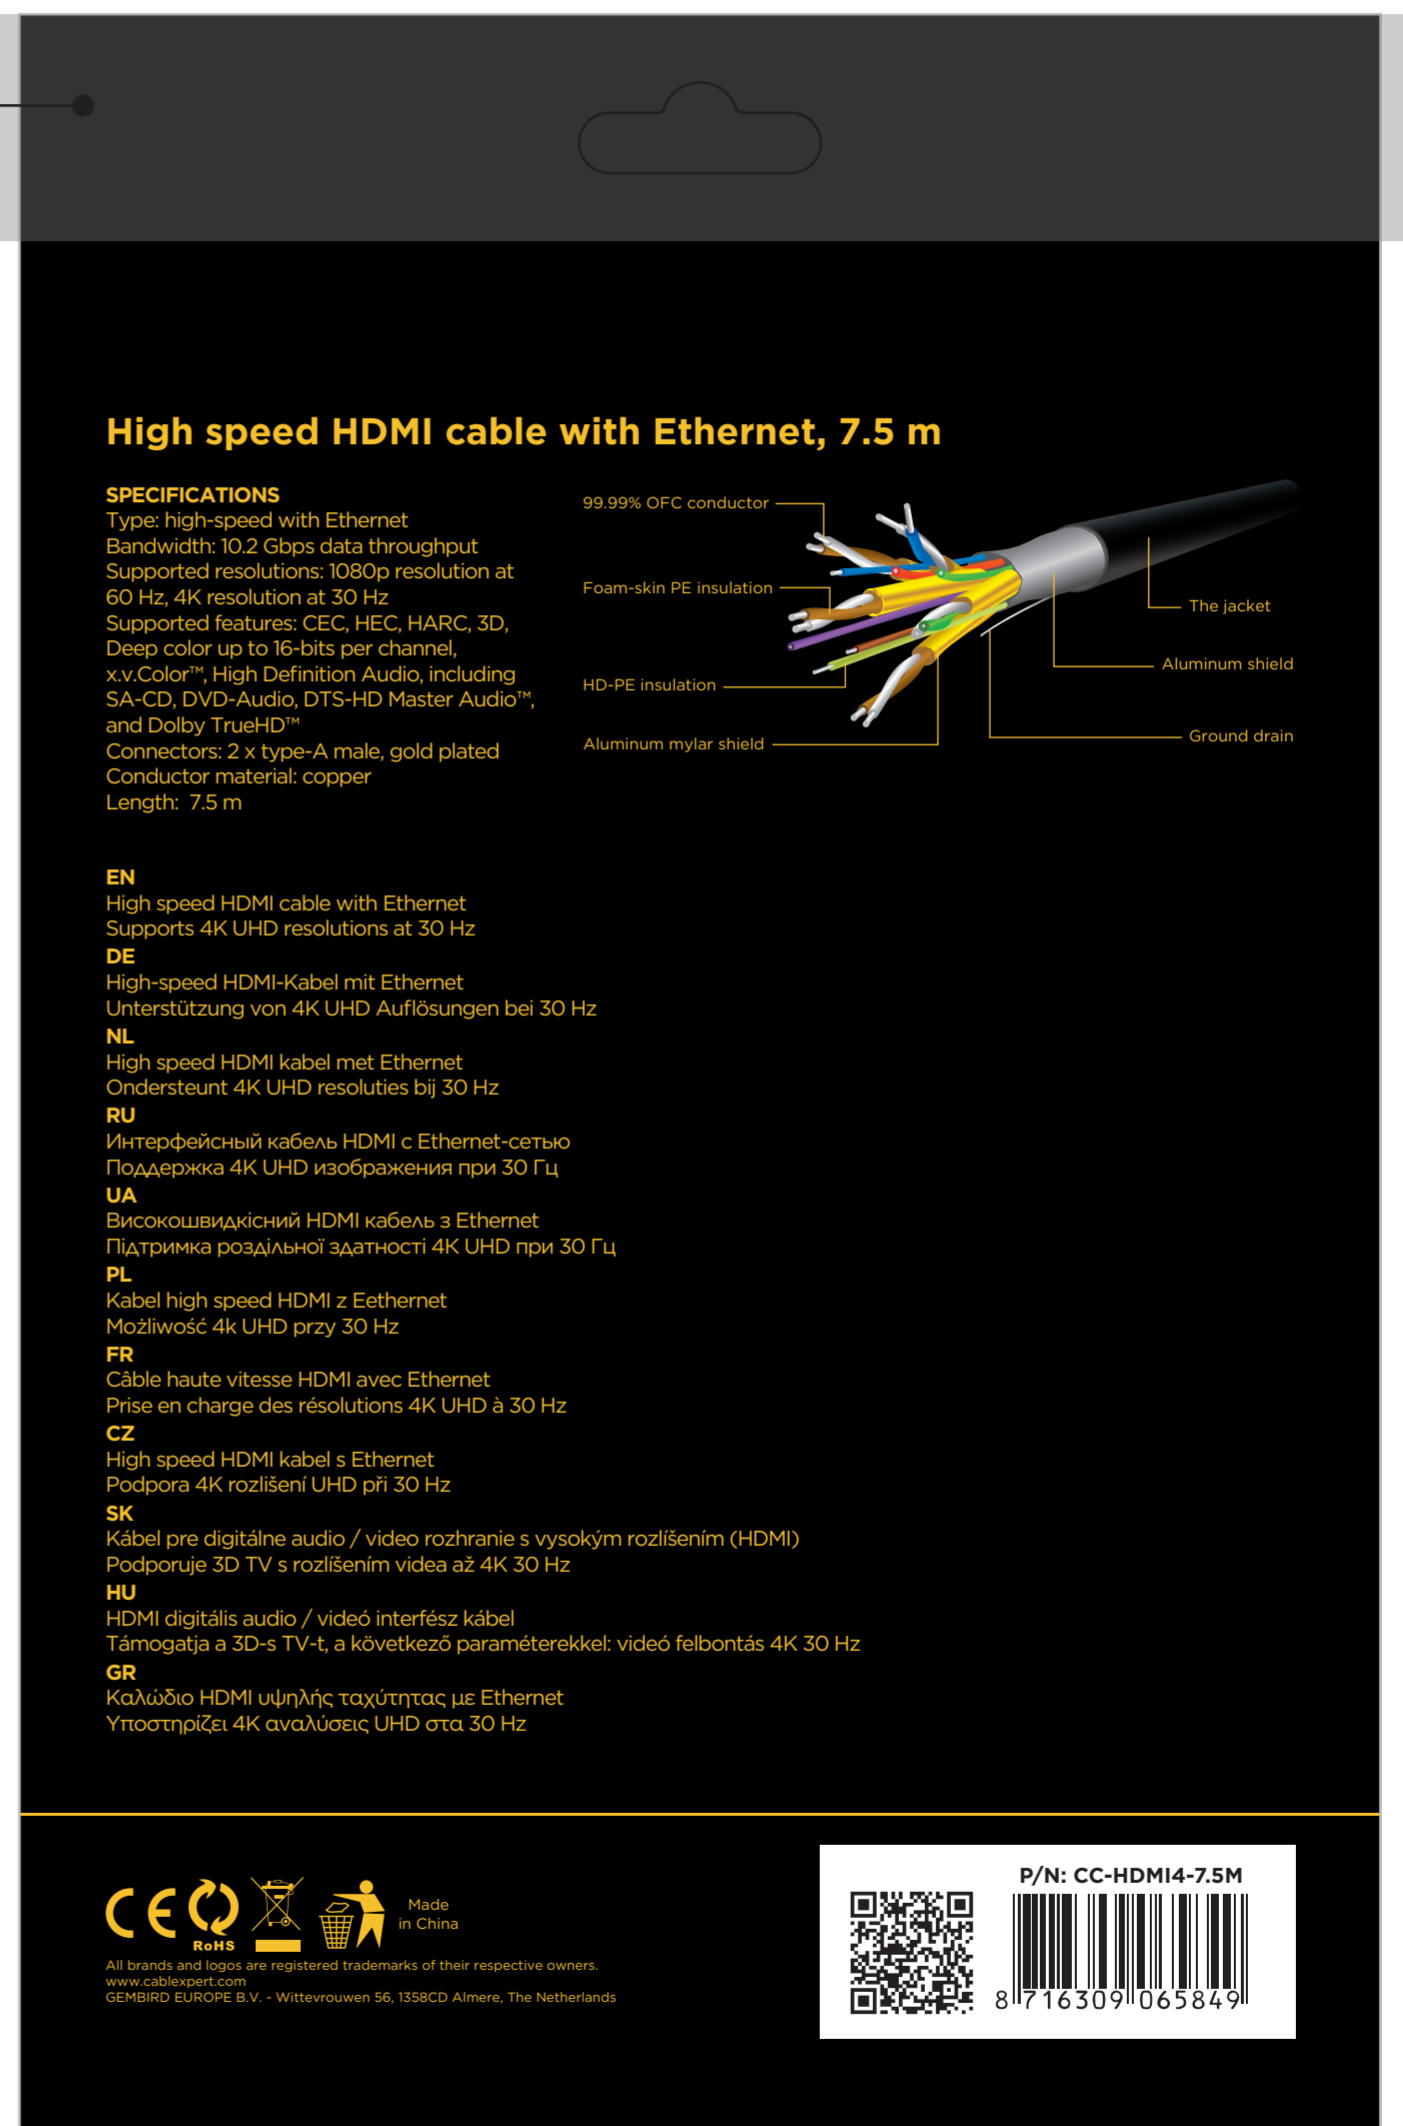 High speed HDMI cable with Ethernet, 7.5 m
SPECIFICATIONS
Type: high-speed with Ethernet
Bandwidth: 10.2 Gbps data throughput
Supported resolutions: 1080p resolution at
60 Hz, 4K resolution at 30 Hz
Supported features: CEC, HEC, HARC, 3D,
Deep color up to 16-bits per channel,
x.v.Color™, High Definition Audio, including
SA-CD, DVD-Audio, DTS-HD Master Audio™,
and Dolby TrueHD™
Connectors: 2 x type-A male, gold plated
Conductor material: copper
Length: 7.5 m
99.99% OFC conductor
Foam-skin PE insulation
HD-PE insulation
Aluminum mylar shield
The jacket
Aluminum shield
Ground drain
EN
High speed HDMI cable with Ethernet
Supports 4K UHD resolutions at 30 Hz
DE
High-speed HDMI-Kabel mit Ethernet
Unterstützung von 4K UHD Auflösungen bei 30 Hz
NL
High speed HDMI kabel met Ethernet
Ondersteunt 4K UHD resoluties bij 30 Hz
RU
Интерфейсный кабель HDMI с Ethernet-сетью
Поддержка 4K UHD изображения при 30 Гц
UA
Високошвидкісний HDMI кабель з Ethernet
Підтримка роздільної здатності 4K UHD при 30 Гц
PL
Kabel high speed HDMI z Eethernet
Możliwość 4k UHD przy 30 Hz
FR
Câble haute vitesse HDMI avec Ethernet
Prise en charge des résolutions 4K UHD à 30 Hz
CZ
High speed HDMI kabel s Ethernet
Podpora 4K rozlišení UHD při 30 Hz
SK
Kábel pre digitálne audio / video rozhranie s vysokým rozlíšením (HDMI)
Podporuje 3D TV s rozlíšením videa až 4K 30 Hz
HU
HDMI digitális audio / videó interfész kábel
Támogatja a 3D-s TV-t, a következő paraméterekkel: videó felbontás 4K 30 Hz
GR
Καλώδιο HDMI υψηλής ταχύτητας με Ethernet
Υποστηρίζει 4K αναλύσεις UHD στα 30 Hz
CE
RoHS
Made
in China
All brands and logos are registered trademarks of their respective owners.
www.cablexpert.com
GEMBIRD EUROPE B.V. - Wittevrouwen 56, 1358CD Almere, The Netherlands
P/N: CC-HDMI4-7.5M
8 716309 065849